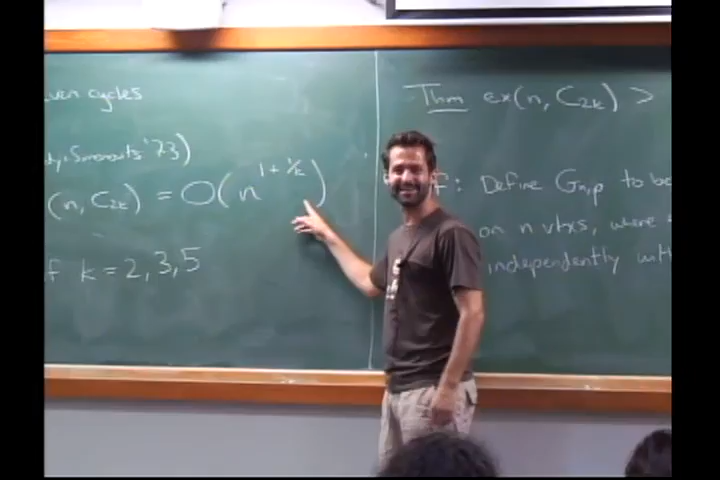 even cycles
Simonovits '73)
(n, C₂ₖ) = O(n^{1+1/k})
f k = 2, 3, 5
Thm ex(n, C₂ₖ) >
f: Define Gₙ,ₚ to be
on n vtxs, where
independently with